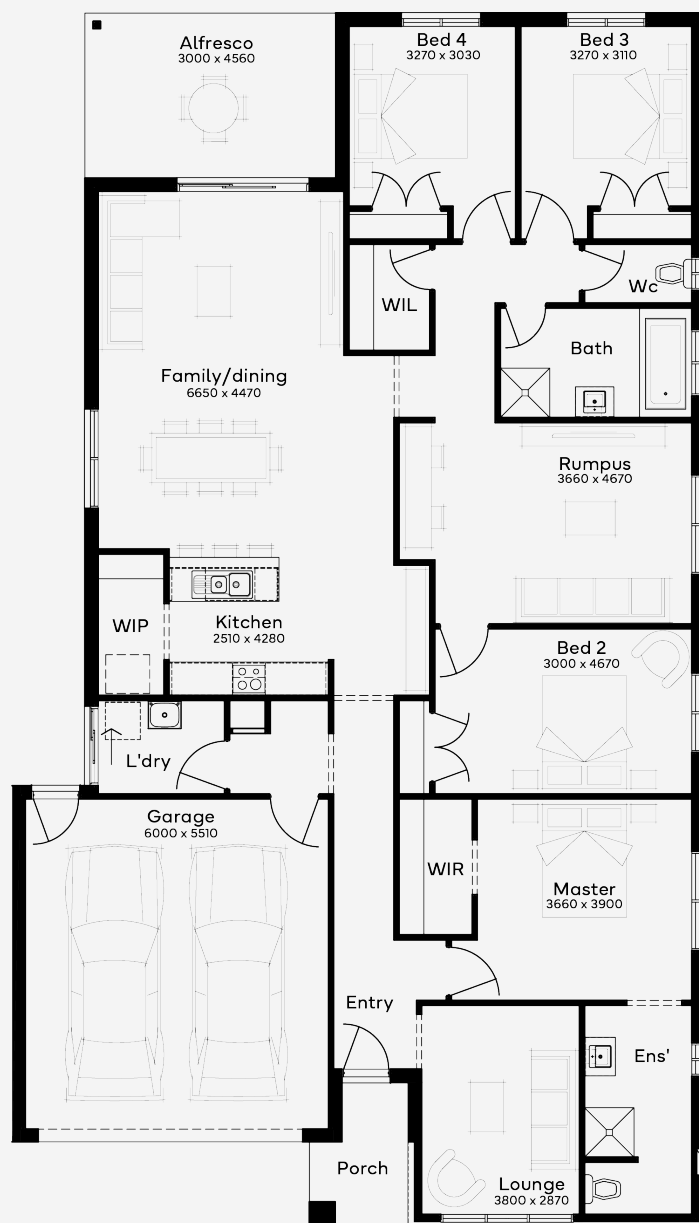 Alfresco
3000 x 4560
Bed 4
3270 x 3030
Bed 3
3270 x 3110
WIL
Wc
Bath
Family/dining
6650 x 4470
Rumpus
3660 x 4670
WIP
Kitchen
2510 x 4280
Bed 2
3000 x 4670
L'dry
Garage
6000 x 5510
WIR
Master
3660 x 3900
Entry
Ens'
Porch
Lounge
3800 x 2870